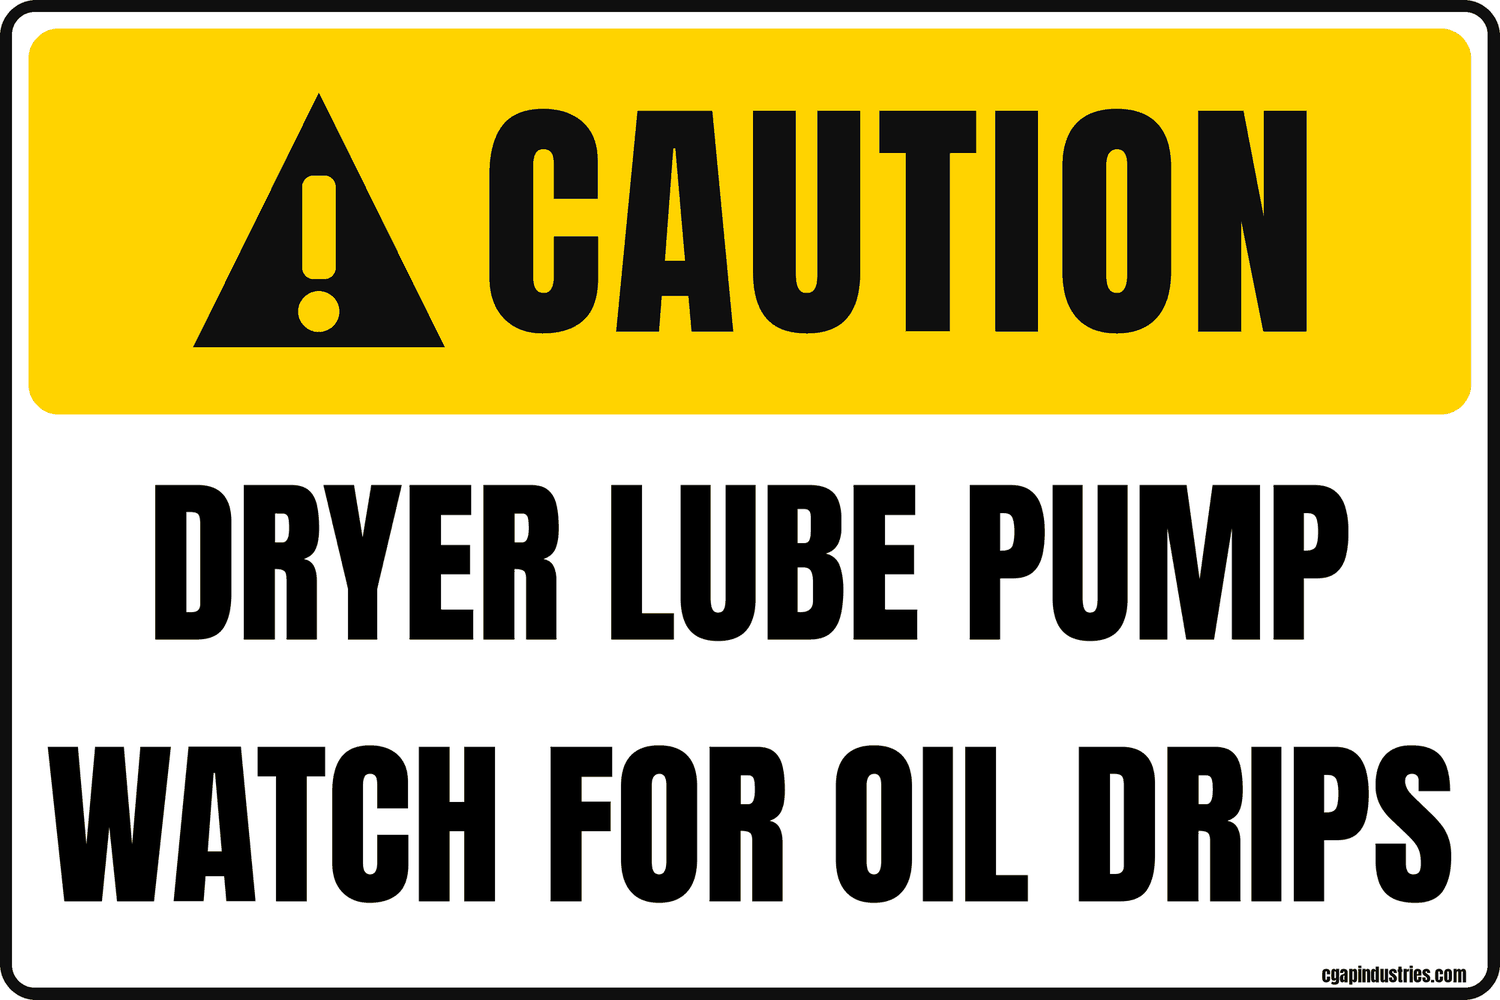 CAUTION
DRYER LUBE PUMP
WATCH FOR OIL DRIPS
cgapindustries.com